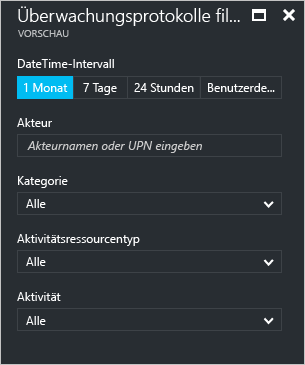 Überwachungsprotokolle fil...
VORSCHAU
DateTime-Intervall
1 Monat 7 Tage 24 Stunden Benutzerde...
Akteur
Akteurnamen oder UPN eingeben
Kategorie
Alle
Aktivitätsressourcentyp
Alle
Aktivität
Alle